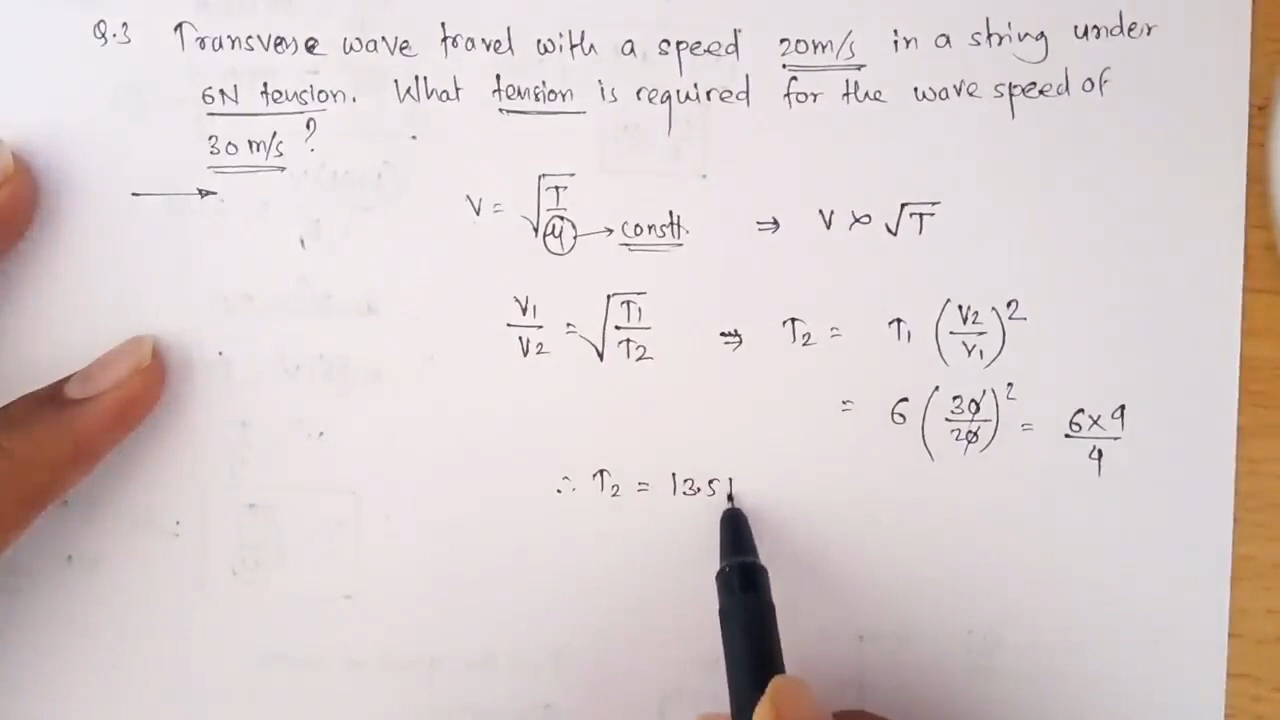 Q.3 Transverse wave travel with a speed 20m/s in a string under
6N tension. What tension is required for the wave speed of
30 m/s ?
V = √(T/μ) → constt ⇒ V ∝ √T
V1/V2 = √(T1/T2) ⇒ T2 = T1 (V2/V1)²
= 6 (30/20)² = 6×9/4
∴ T2 = 13.5